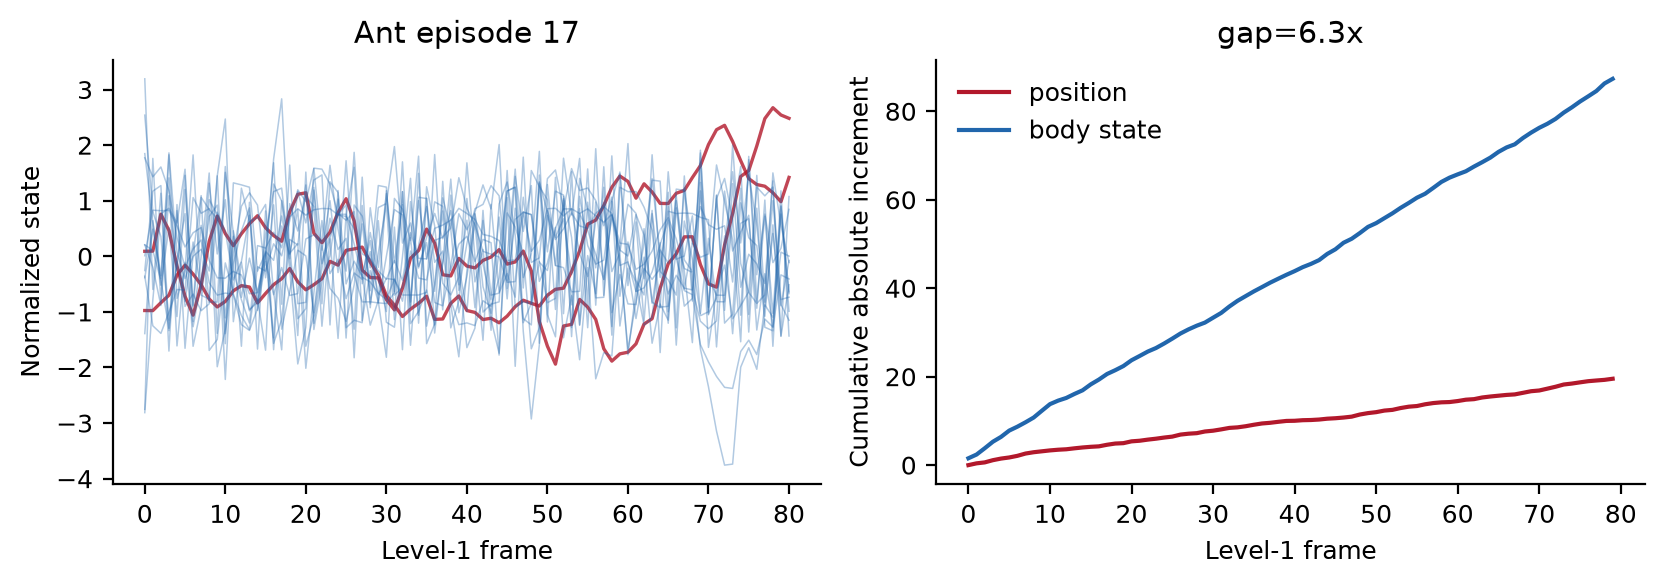 Ant episode 17
Normalized state
3
2
1
0
−1
−2
−3
−4
0 10 20 30 40 50 60 70 80
Level-1 frame
gap=6.3x
position
body state
Cumulative absolute increment
80
60
40
20
0
0 10 20 30 40 50 60 70 80
Level-1 frame